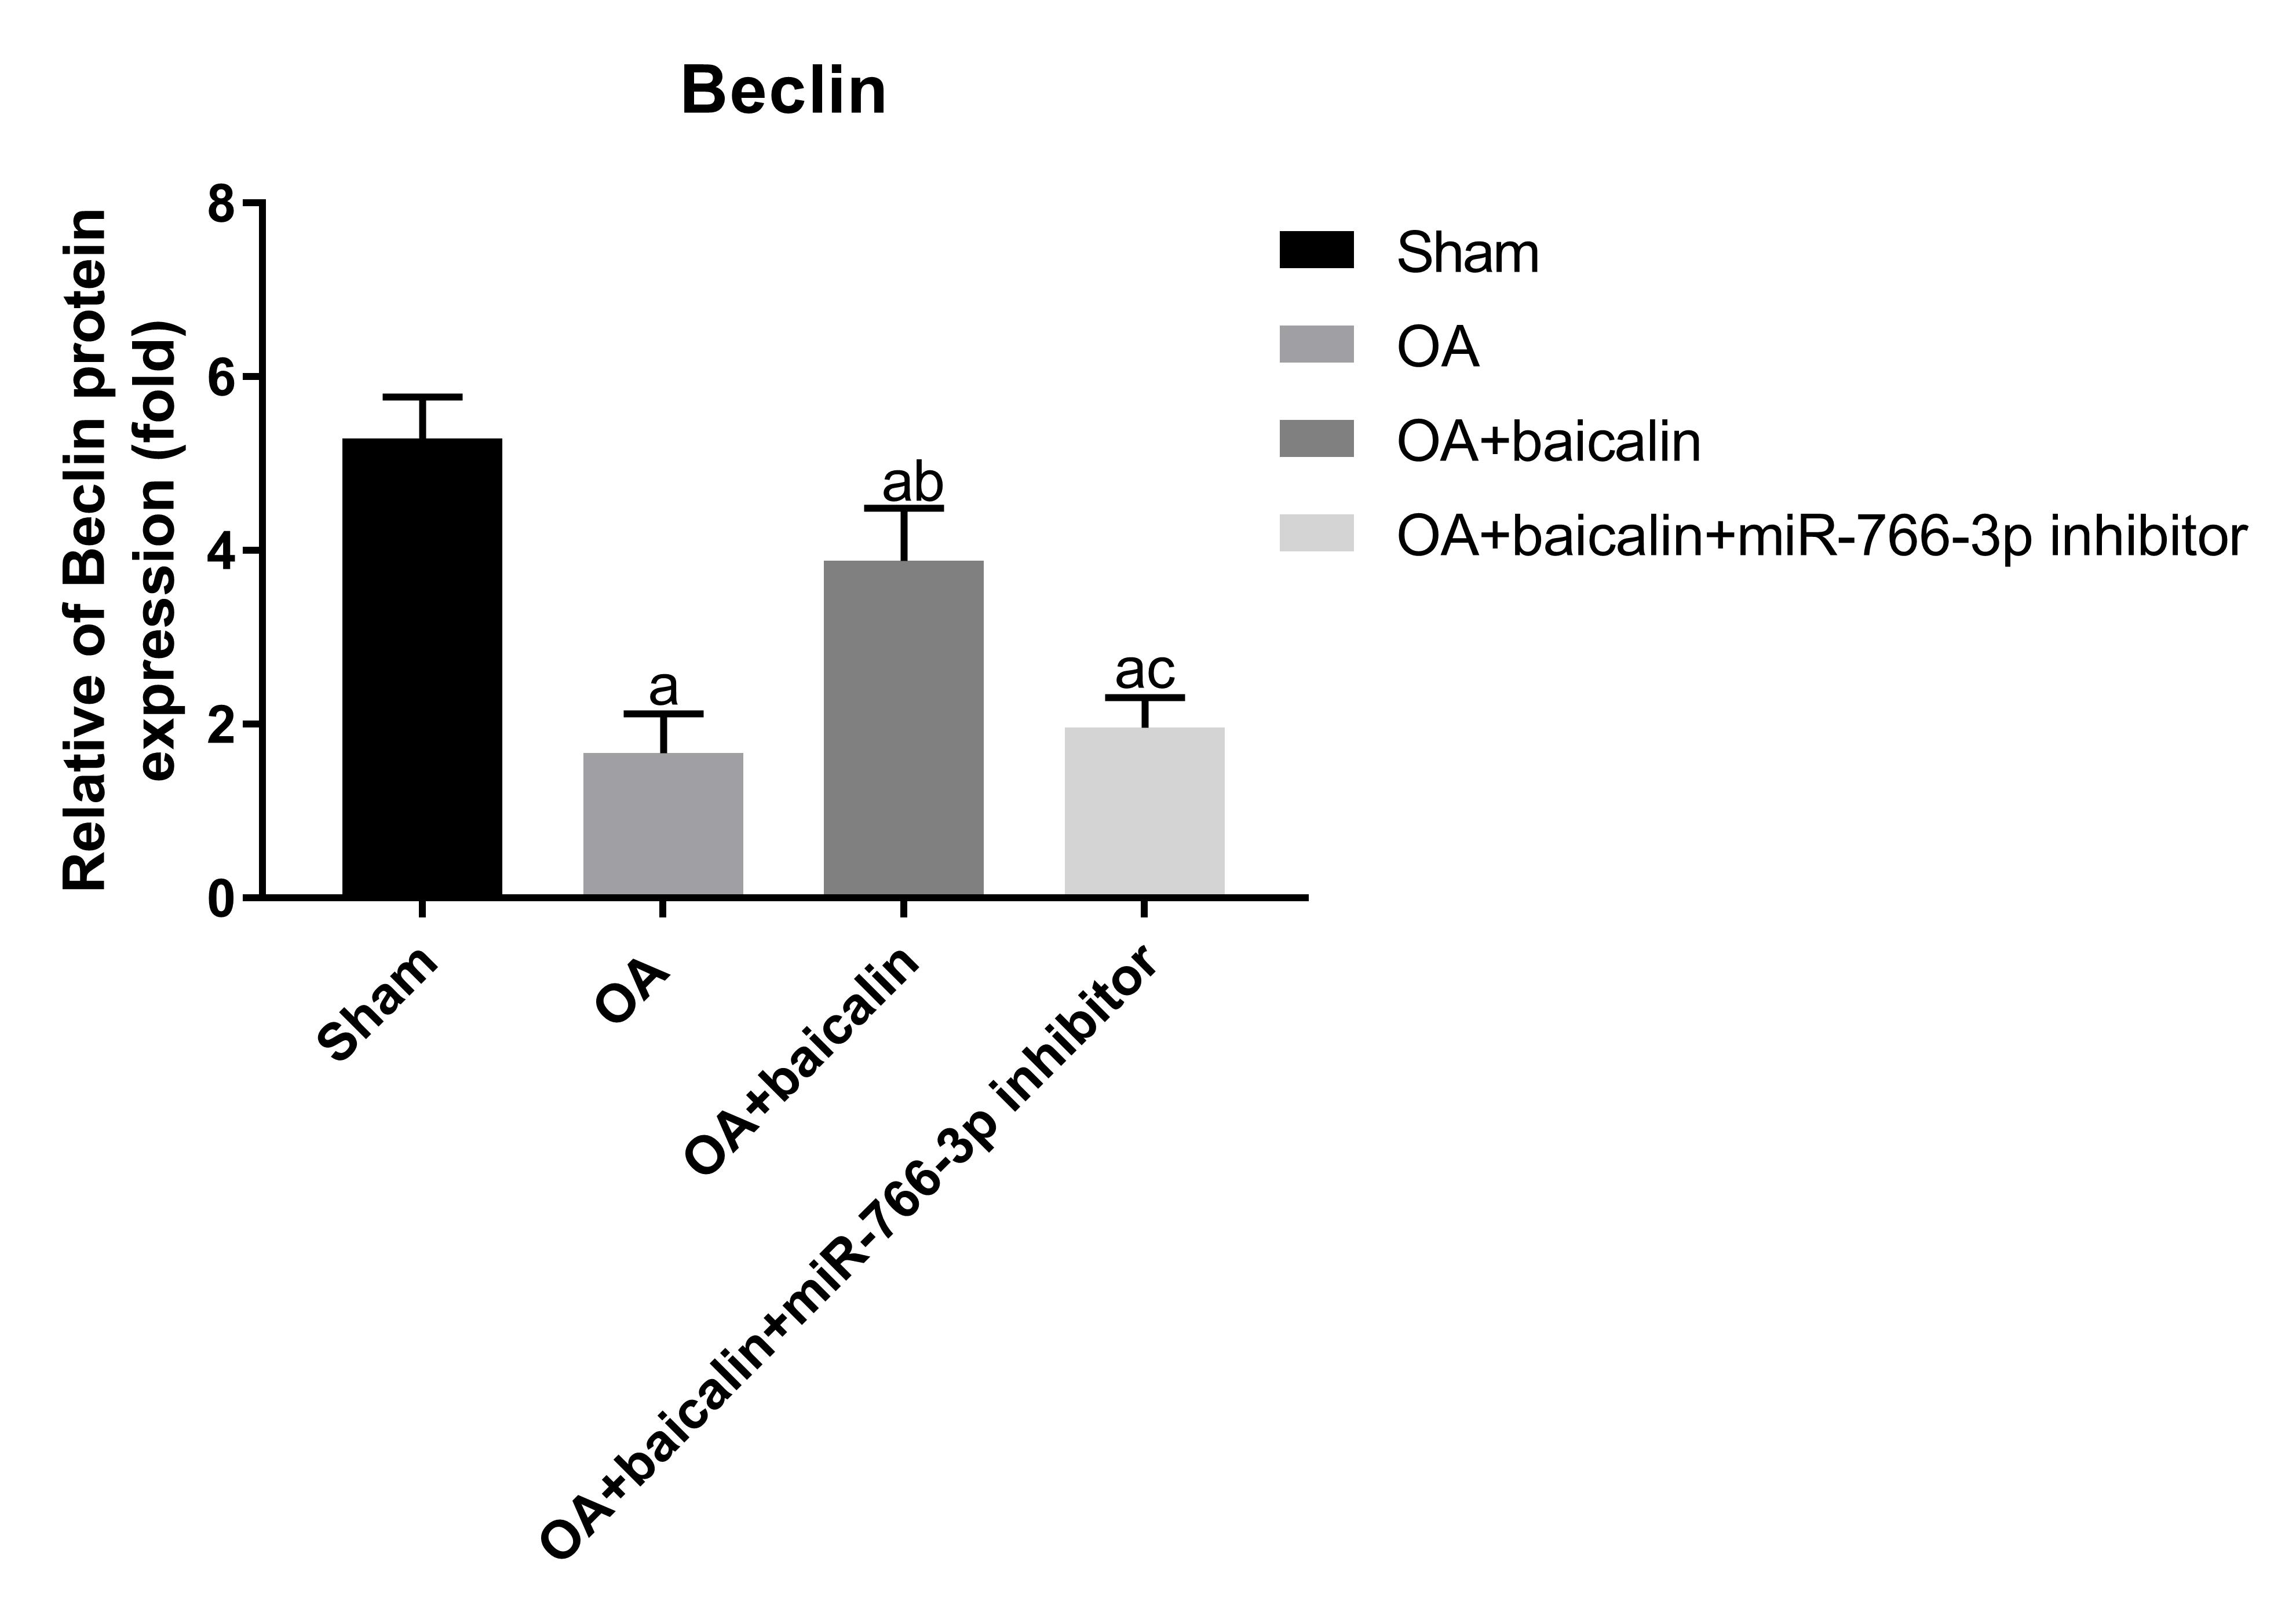 Beclin
Relative of Beclin protein
expression (fold)
8
6
4
2
0
a
ab
ac
Sham
OA
OA+baicalin
OA+baicalin+miR-766-3p inhibitor
Sham
OA
OA+baicalin
OA+baicalin+miR-766-3p inhibitor